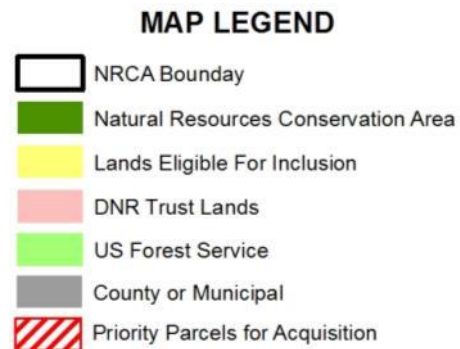 MAP LEGEND
NRCA Bounday
Natural Resources Conservation Area
Lands Eligible For Inclusion
DNR Trust Lands
US Forest Service
County or Municipal
Priority Parcels for Acquisition